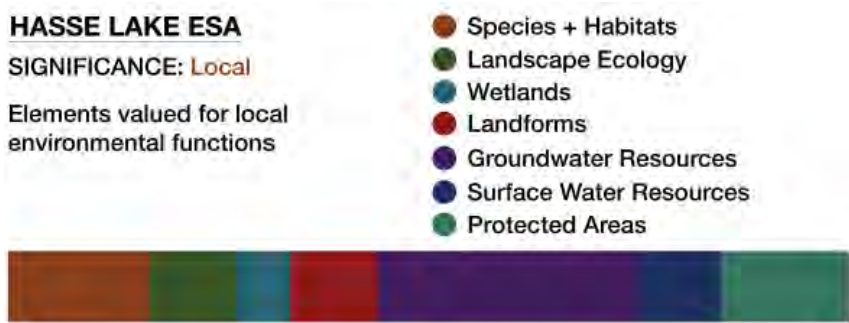 HASSE LAKE ESA
SIGNIFICANCE: Local
Elements valued for local
environmental functions
Species + Habitats
Landscape Ecology
Wetlands
Landforms
Groundwater Resources
Surface Water Resources
Protected Areas